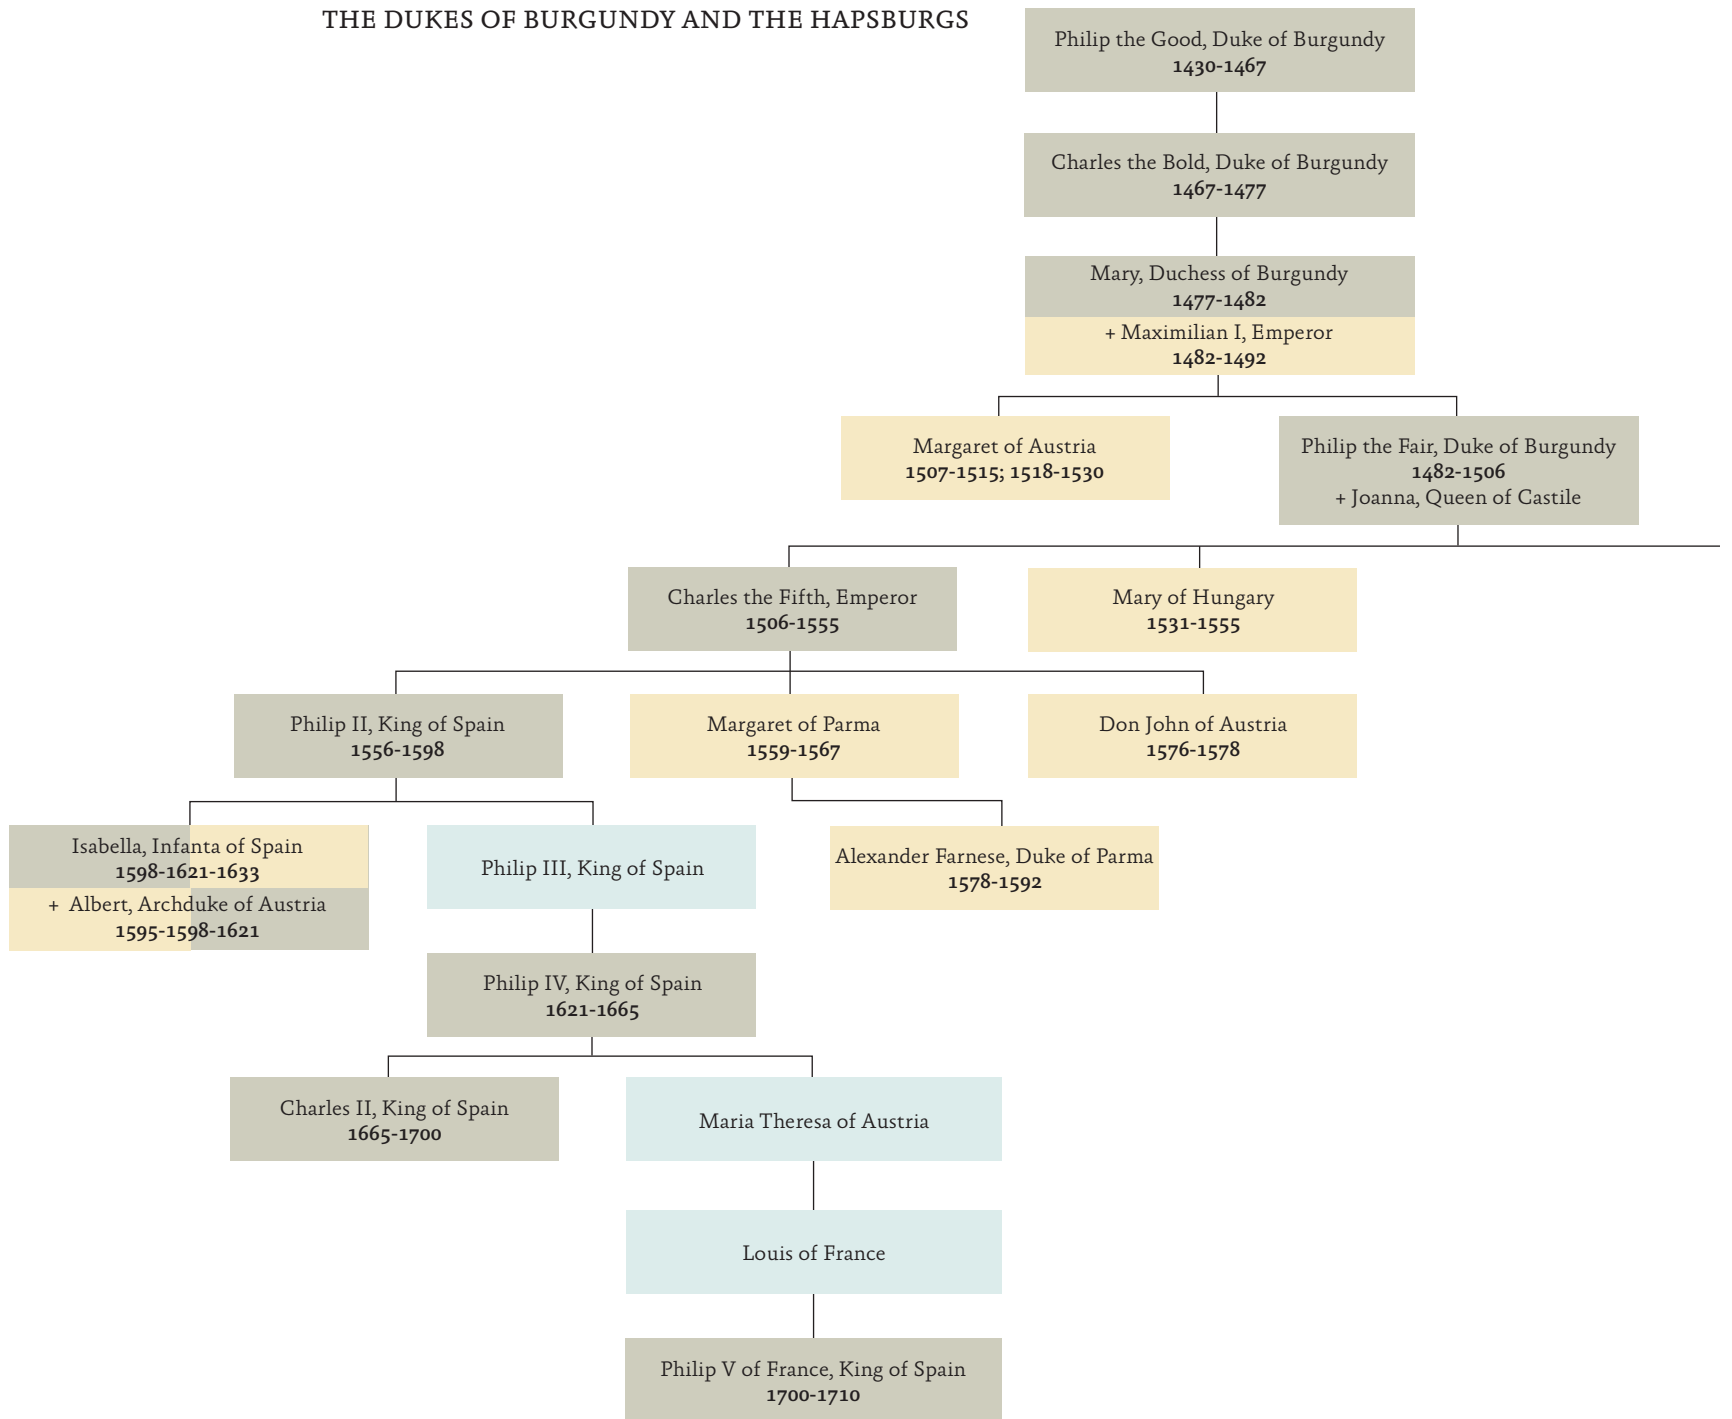 THE DUKES OF BURGUNDY AND THE HAPSBURGS
Philip the Good, Duke of Burgundy
1430-1467
Charles the Bold, Duke of Burgundy
1467-1477
Mary, Duchess of Burgundy
1477-1482
+ Maximilian I, Emperor
1482-1492
Margaret of Austria
1507-1515; 1518-1530
Philip the Fair, Duke of Burgundy
1482-1506
+ Joanna, Queen of Castile
Charles the Fifth, Emperor
1506-1555
Mary of Hungary
1531-1555
Philip II, King of Spain
1556-1598
Margaret of Parma
1559-1567
Don John of Austria
1576-1578
Isabella, Infanta of Spain
1598-1621-1633
+ Albert, Archduke of Austria
1595-1598-1621
Philip III, King of Spain
Alexander Farnese, Duke of Parma
1578-1592
Philip IV, King of Spain
1621-1665
Charles II, King of Spain
1665-1700
Maria Theresa of Austria
Louis of France
Philip V of France, King of Spain
1700-1710